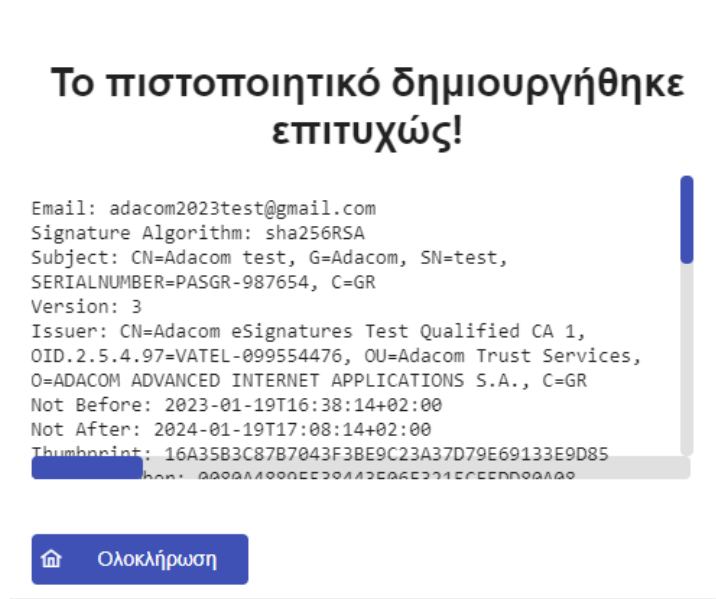 Το πιστοποιητικό δημιουργήθηκε
επιτυχώς!
Email: adacom2023test@gmail.com
Signature Algorithm: sha256RSA
Subject: CN=Adacom test, G=Adacom, SN=test,
SERIALNUMBER=PASGR-987654, C=GR
Version: 3
Issuer: CN=Adacom eSignatures Test Qualified CA 1,
OID.2.5.4.97=VATEL-099554476, OU=Adacom Trust Services,
O=ADACOM ADVANCED INTERNET APPLICATIONS S.A., C=GR
Not Before: 2023-01-19T16:38:14+02:00
Not After: 2024-01-19T17:08:14+02:00
Thumbprint: 16A35B3C87B7043F3BE9C23A37D79E69133E9D85
Ολοκλήρωση